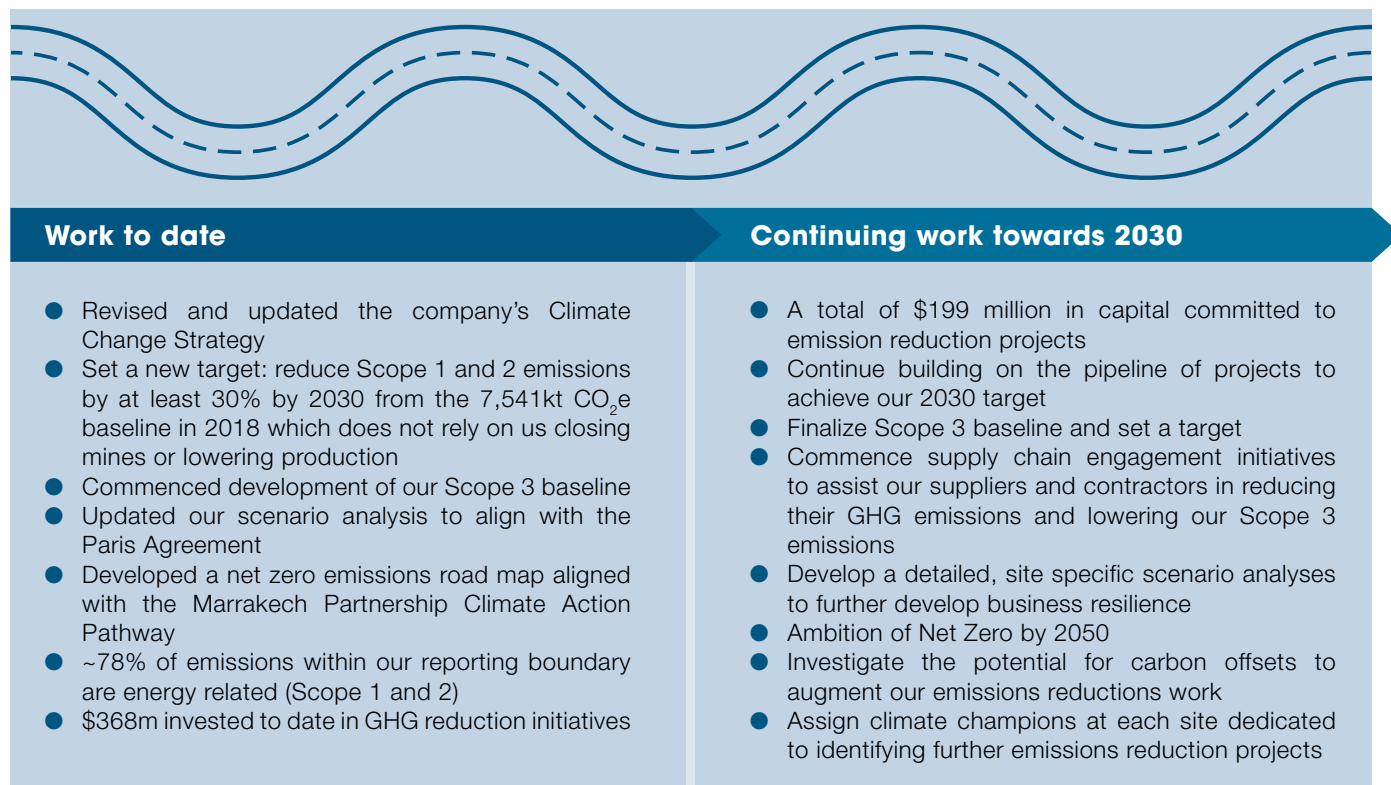 Work to date
● Revised and updated the company's Climate
Change Strategy
● Set a new target: reduce Scope 1 and 2 emissions
by at least 30% by 2030 from the 7,541kt CO₂e
baseline in 2018 which does not rely on us closing
mines or lowering production
● Commenced development of our Scope 3 baseline
● Updated our scenario analysis to align with the
Paris Agreement
● Developed a net zero emissions road map aligned
with the Marrakech Partnership Climate Action
Pathway
● ~78% of emissions within our reporting boundary
are energy related (Scope 1 and 2)
● $368m invested to date in GHG reduction initiatives
Continuing work towards 2030
● A total of $199 million in capital committed to
emission reduction projects
● Continue building on the pipeline of projects to
achieve our 2030 target
● Finalize Scope 3 baseline and set a target
● Commence supply chain engagement initiatives
to assist our suppliers and contractors in reducing
their GHG emissions and lowering our Scope 3
emissions
● Develop a detailed, site specific scenario analyses
to further develop business resilience
● Ambition of Net Zero by 2050
● Investigate the potential for carbon offsets to
augment our emissions reductions work
● Assign climate champions at each site dedicated
to identifying further emissions reduction projects